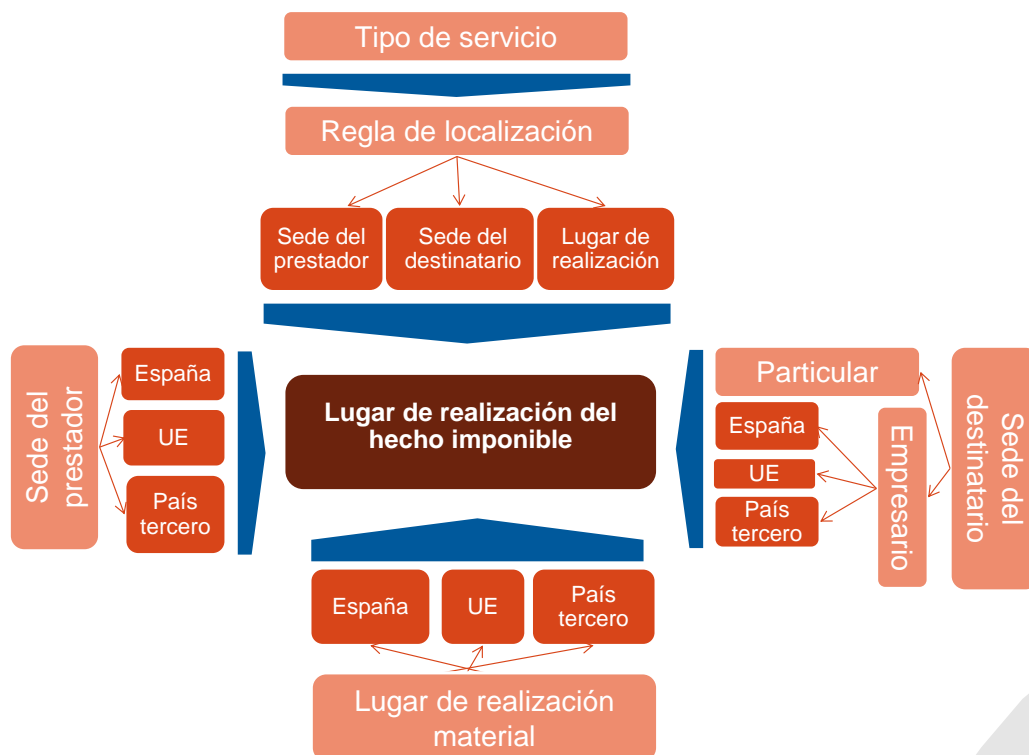 Tipo de servicio
Regla de localización
Sede del
prestador
Sede del
destinatario
Lugar de
realización
Sede del
prestador
España
UE
País
tercero
Lugar de realización del
hecho imponible
Particular
España
UE
País
tercero
Empresario
Sede del
destinatario
España
UE
País
tercero
Lugar de realización
material